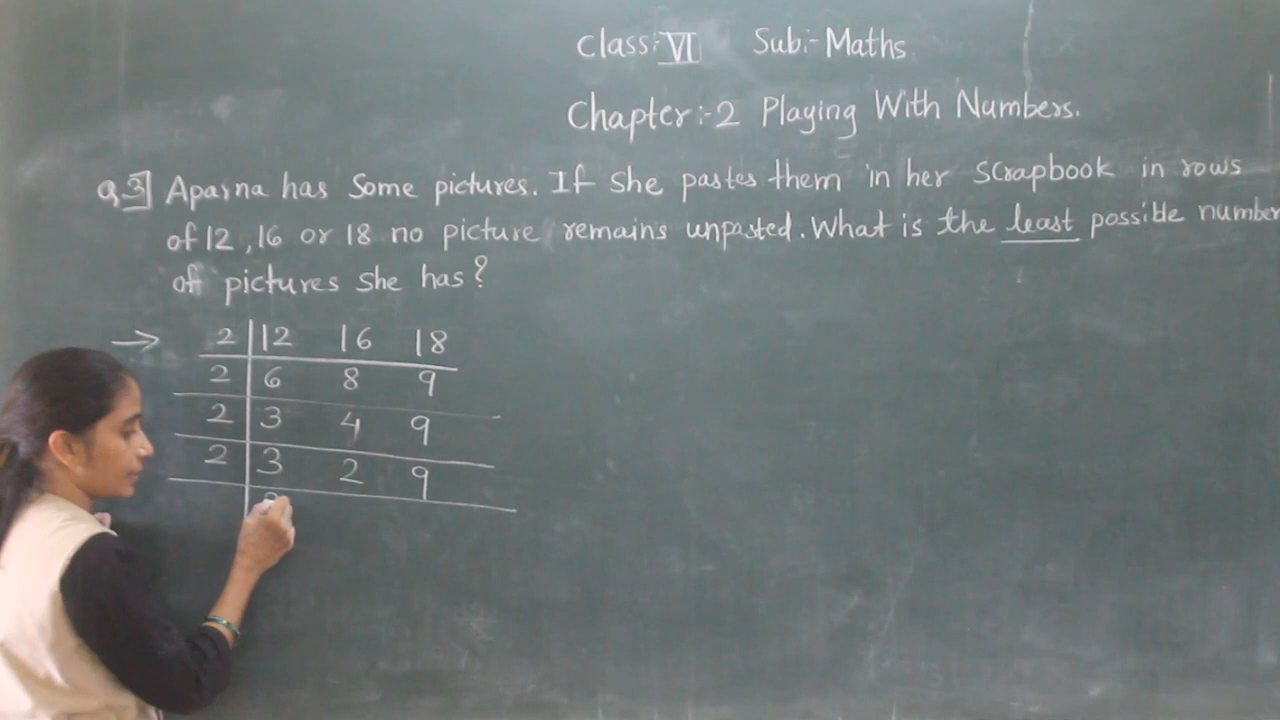 Class:- VI Sub:- Maths
Chapter:-2 Playing With Numbers.
Q.3] Aparna has Some pictures. If She pastes them in her Scrapbook in rows
of 12, 16 or 18 no picture remains unpasted. What is the least possible number
of pictures She has?
→ 2 | 12 16 18
2 | 6 8 9
2 | 3 4 9
2 | 3 2 9